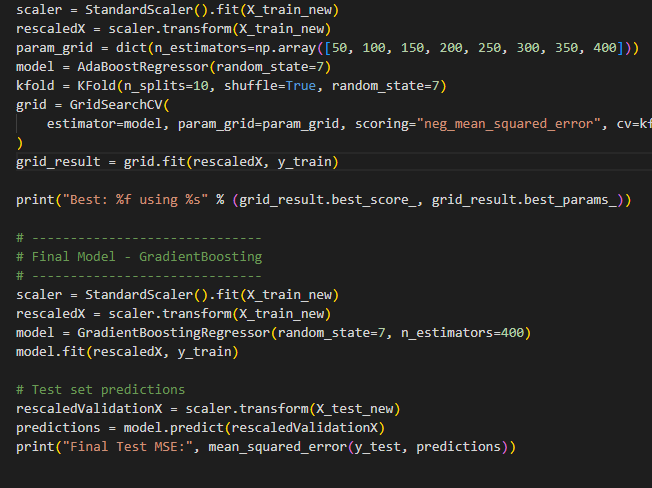 scaler = StandardScaler().fit(X_train_new)
rescaledX = scaler.transform(X_train_new)
param_grid = dict(n_estimators=np.array([50, 100, 150, 200, 250, 300, 350, 400]))
model = AdaBoostRegressor(random_state=7)
kfold = KFold(n_splits=10, shuffle=True, random_state=7)
grid = GridSearchCV(
    estimator=model, param_grid=param_grid, scoring="neg_mean_squared_error", cv=kf
)
grid_result = grid.fit(rescaledX, y_train)
print("Best: %f using %s" % (grid_result.best_score_, grid_result.best_params_))
# ------------------------------
# Final Model - GradientBoosting
# ------------------------------
scaler = StandardScaler().fit(X_train_new)
rescaledX = scaler.transform(X_train_new)
model = GradientBoostingRegressor(random_state=7, n_estimators=400)
model.fit(rescaledX, y_train)
# Test set predictions
rescaledValidationX = scaler.transform(X_test_new)
predictions = model.predict(rescaledValidationX)
print("Final Test MSE:", mean_squared_error(y_test, predictions))